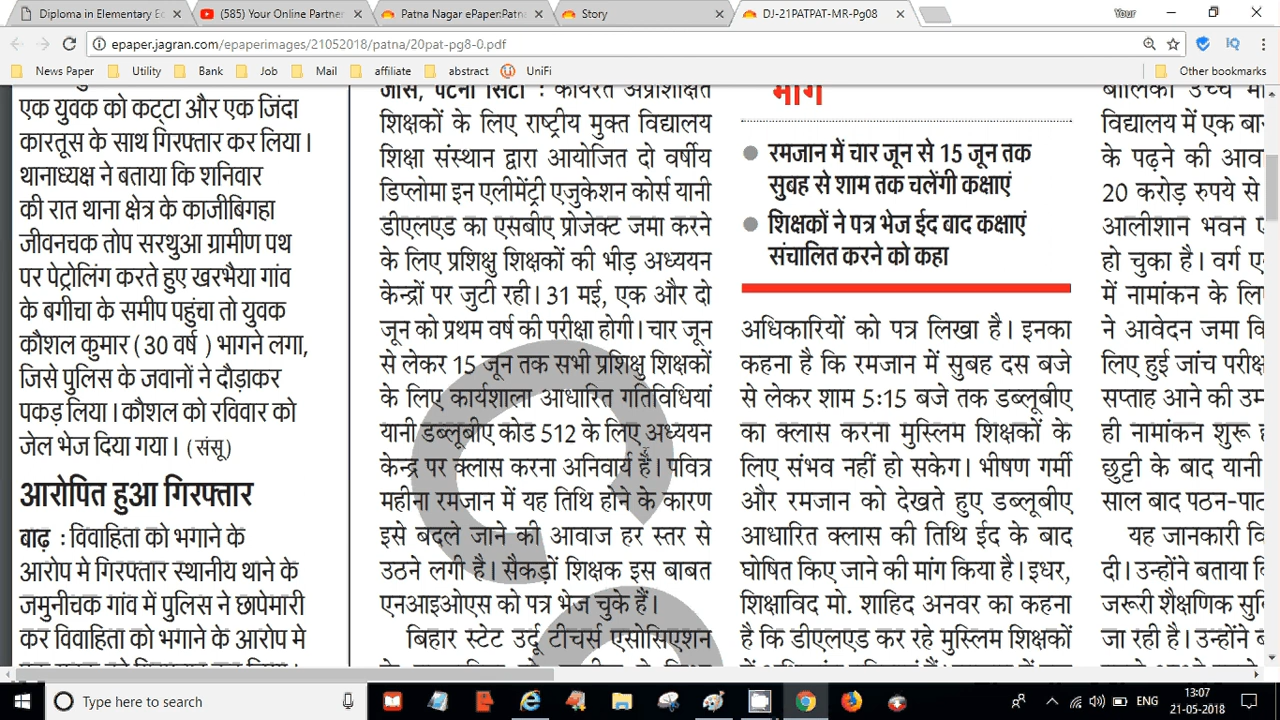 Diploma in Elementary E
(585) Your Online Partner
Patna Nagar ePaper:Patn
Story
DJ-21PATPAT-MR-Pg08
Your
epaper.jagran.com/epaperimages/21052018/patna/20pat-pg8-0.pdf
News Paper
Utility
Bank
Job
Mail
affiliate
abstract
UniFi
Other bookmarks
एक युवक को कट्टा और एक जिंदा
कारतूस के साथ गिरफ्तार कर लिया।
थानाध्यक्ष ने बताया कि शनिवार
की रात थाना क्षेत्र के काजीबिगहा
जीवनचक तोप सरथुआ ग्रामीण पथ
पर पेट्रोलिंग करते हुए खरभैया गांव
के बगीचा के समीप पहुंचा तो युवक
कौशल कुमार (30 वर्ष ) भागने लगा,
जिसे पुलिस के जवानों ने दौड़ाकर
पकड़ लिया। कौशल को रविवार को
जेल भेज दिया गया। (संसू)
आरोपित हुआ गिरफ्तार
बाढ़ : विवाहिता को भगाने के
आरोप मे गिरफ्तार स्थानीय थाने के
जमुनीचक गांव में पुलिस ने छापेमारी
कर विवाहिता को भगाने के आरोप मे
जासं, पटना सिटी : कार्यरत अप्रशिक्षित
शिक्षकों के लिए राष्ट्रीय मुक्त विद्यालय
शिक्षा संस्थान द्वारा आयोजित दो वर्षीय
डिप्लोमा इन एलीमेंट्री एजुकेशन कोर्स यानी
डीएलएड का एसबीए प्रोजेक्ट जमा करने
के लिए प्रशिक्षु शिक्षकों की भीड़ अध्ययन
केन्द्रों पर जुटी रही। 31 मई, एक और दो
जून को प्रथम वर्ष की परीक्षा होगी। चार जून
से लेकर 15 जून तक सभी प्रशिक्षु शिक्षकों
के लिए कार्यशाला आधारित गतिविधियां
यानी डब्लूबीए कोड 512 के लिए अध्ययन
केन्द्र पर क्लास करना अनिवार्य है। पवित्र
महीना रमजान में यह तिथि होने के कारण
इसे बदले जाने की आवाज हर स्तर से
उठने लगी है। सैकड़ों शिक्षक इस बाबत
एनआइओएस को पत्र भेज चुके हैं।
बिहार स्टेट उर्दू टीचर्स एसोसिएशन
मांग
रमजान में चार जून से 15 जून तक
सुबह से शाम तक चलेंगी कक्षाएं
शिक्षकों ने पत्र भेज ईद बाद कक्षाएं
संचालित करने को कहा
अधिकारियों को पत्र लिखा है। इनका
कहना है कि रमजान में सुबह दस बजे
से लेकर शाम 5:15 बजे तक डब्लूबीए
का क्लास करना मुस्लिम शिक्षकों के
लिए संभव नहीं हो सकेग। भीषण गर्मी
और रमजान को देखते हुए डब्लूबीए
आधारित क्लास की तिथि ईद के बाद
घोषित किए जाने की मांग किया है। इधर,
शिक्षाविद मो. शाहिद अनवर का कहना
है कि डीएलएड कर रहे मुस्लिम शिक्षकों
बालिका उच्च
विद्यालय में एक
के पढ़ने की
20 करोड़ रुपये से
आलीशान भवन
हो चुका है। वर्ग
में नामांकन के
ने आवेदन जमा
लिए हुई जांच
सप्ताह आने की
ही नामांकन शुरू
छुट्टी के बाद यानी
साल बाद
यह जानकारी
दी। उन्होंने बताया
जरूरी शैक्षणिक
जा रही है। उन्होंने
Type here to search
ENG
13:07
21-05-2018